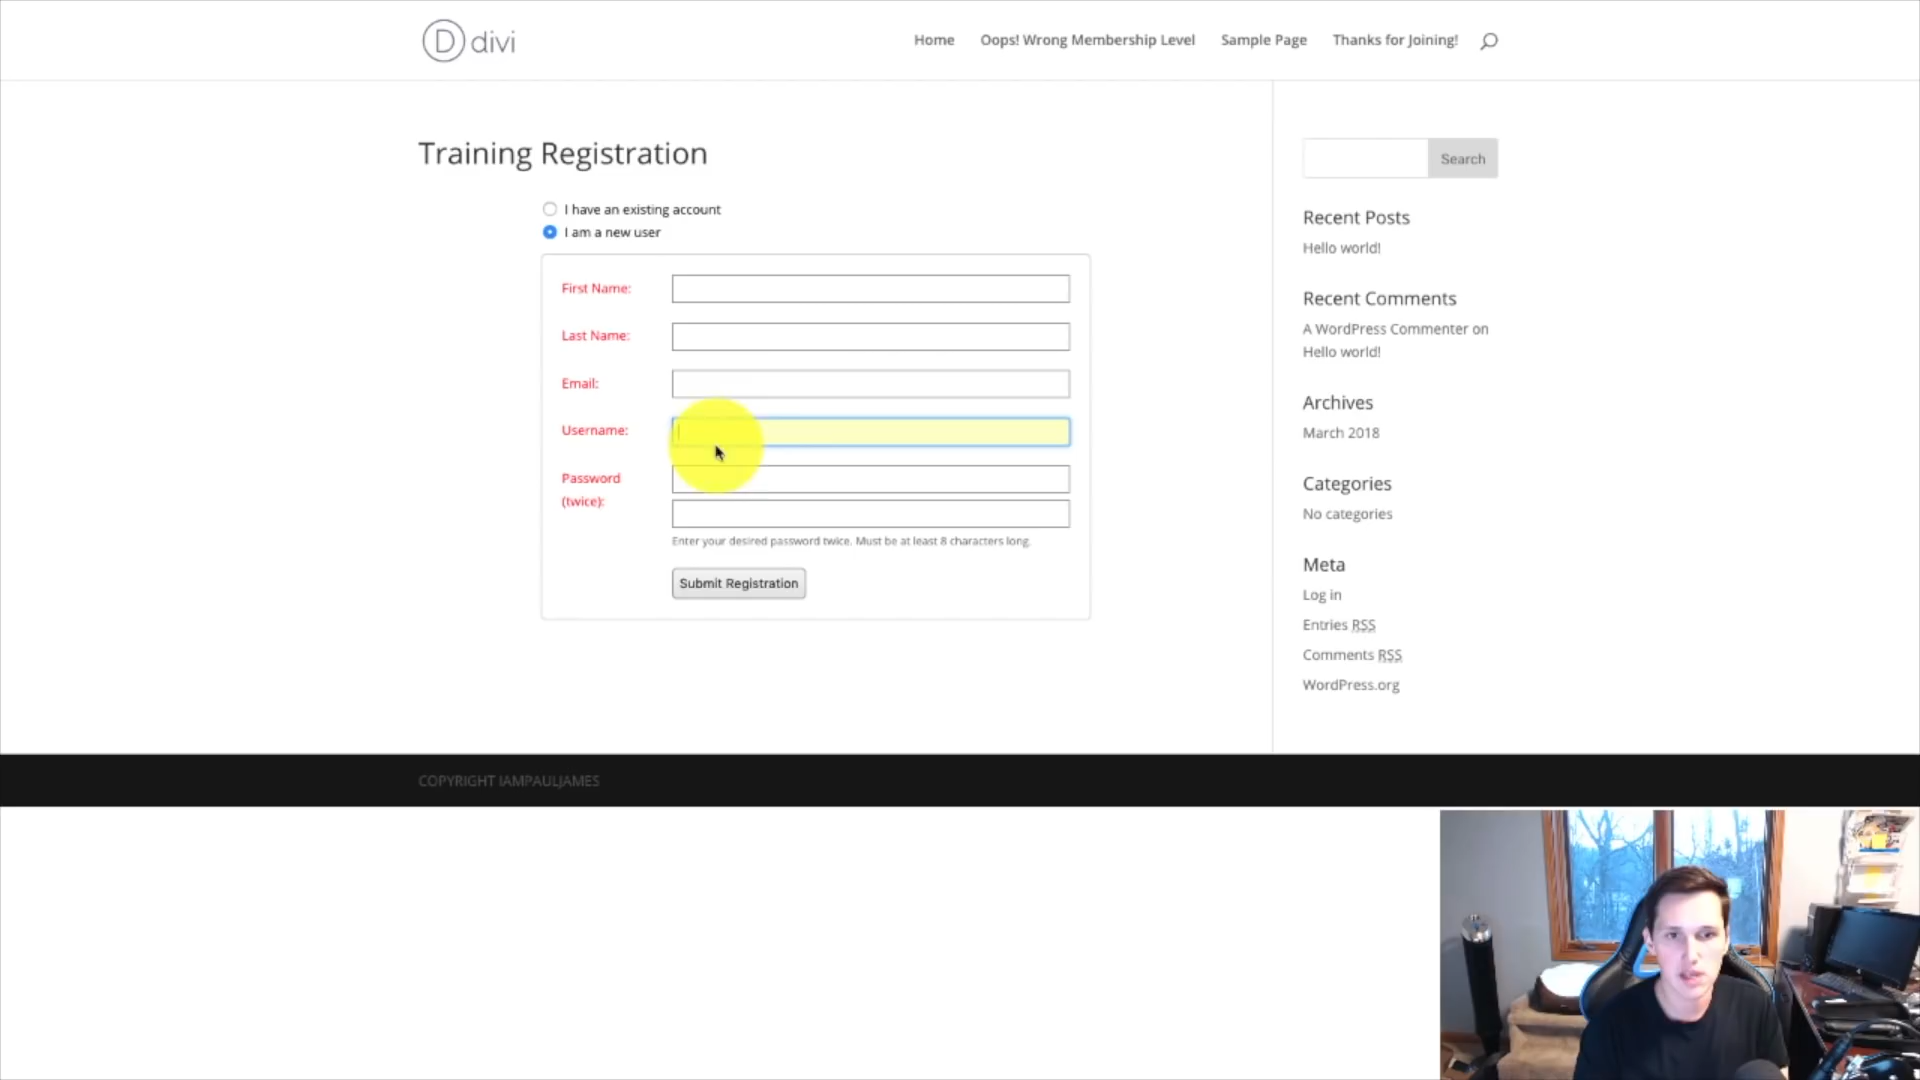 D divi
Home
Oops! Wrong Membership Level
Sample Page
Thanks for Joining!
Training Registration
I have an existing account
I am a new user
First Name:
Last Name:
Email:
Username:
Password
(twice):
Enter your desired password twice. Must be at least 8 characters long.
Submit Registration
Search
Recent Posts
Hello world!
Recent Comments
A WordPress Commenter on
Hello world!
Archives
March 2018
Categories
No categories
Meta
Log in
Entries RSS
Comments RSS
WordPress.org
COPYRIGHT IAMPAULJAMES